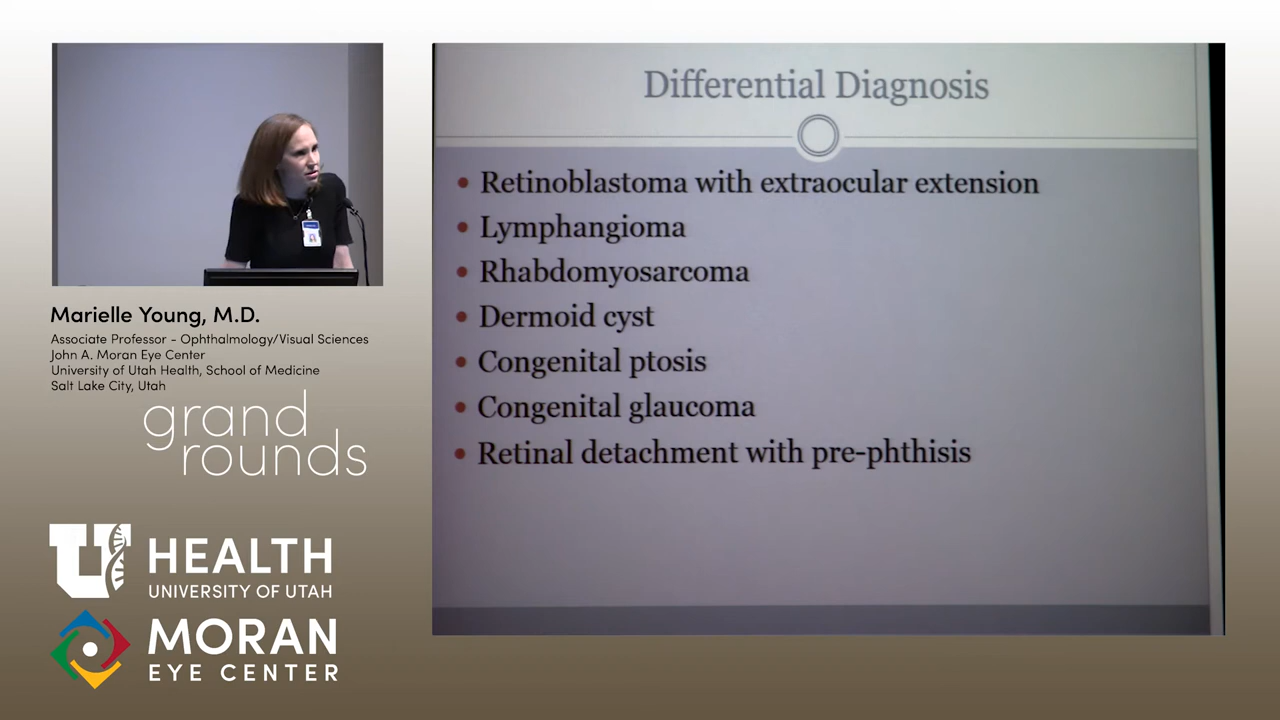 Marielle Young, M.D.
Associate Professor - Ophthalmology/Visual Sciences
John A. Moran Eye Center
University of Utah Health, School of Medicine
Salt Lake City, Utah
grand
rounds
U HEALTH
UNIVERSITY OF UTAH
MORAN
EYE CENTER
Differential Diagnosis
• Retinoblastoma with extraocular extension
• Lymphangioma
• Rhabdomyosarcoma
• Dermoid cyst
• Congenital ptosis
• Congenital glaucoma
• Retinal detachment with pre-phthisis